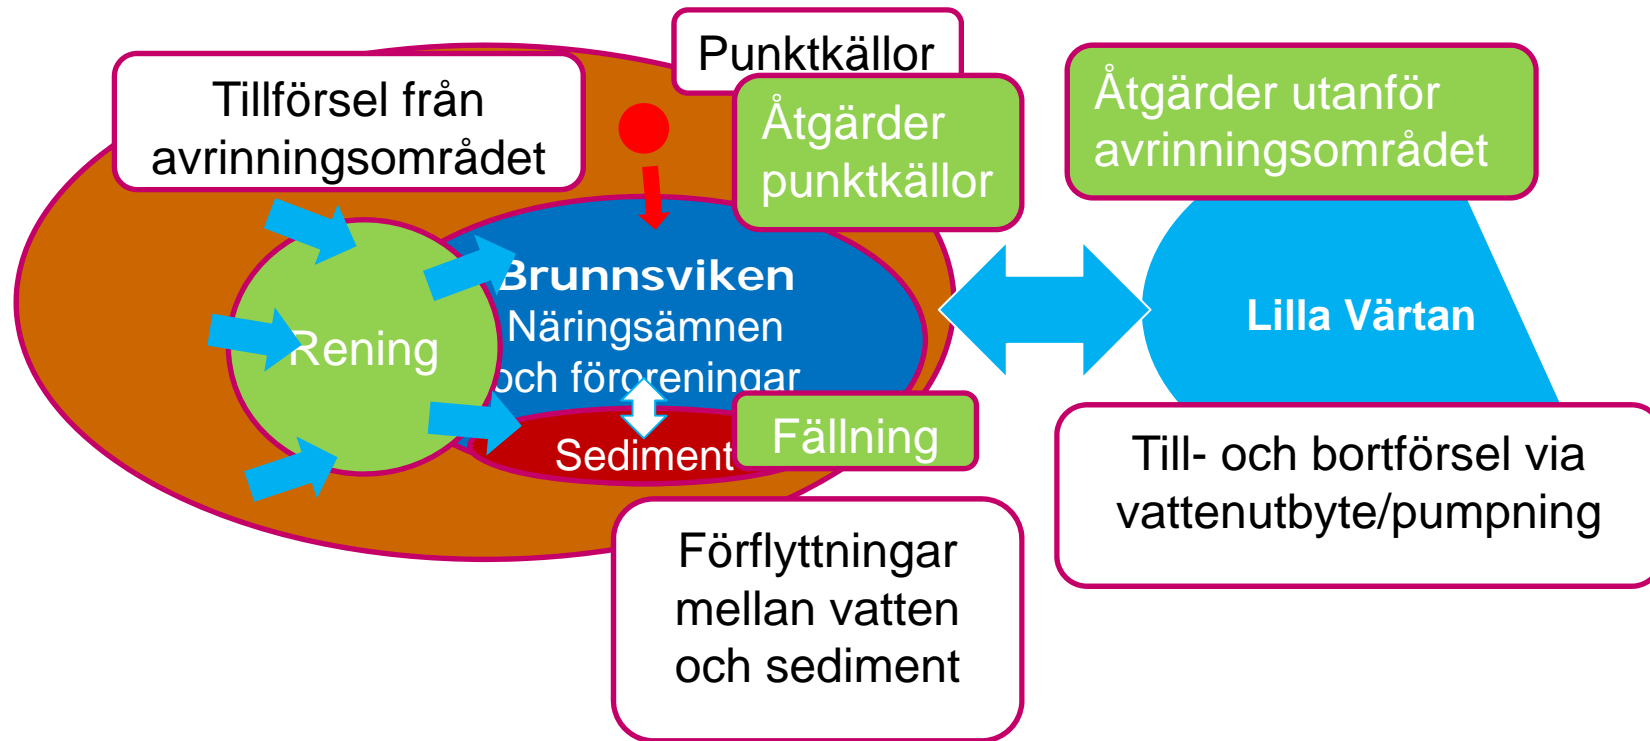 Punktkällor
Tillförsel från
avrinningsområdet
Åtgärder
punktkällor
Åtgärder utanför
avrinningsområdet
Brunnsviken
Näringsämnen
och föroreningar
Rening
Lilla Värtan
Sediment
Fällning
Till- och bortförsel via
vattenutbyte/pumpning
Förflyttningar
mellan vatten
och sediment